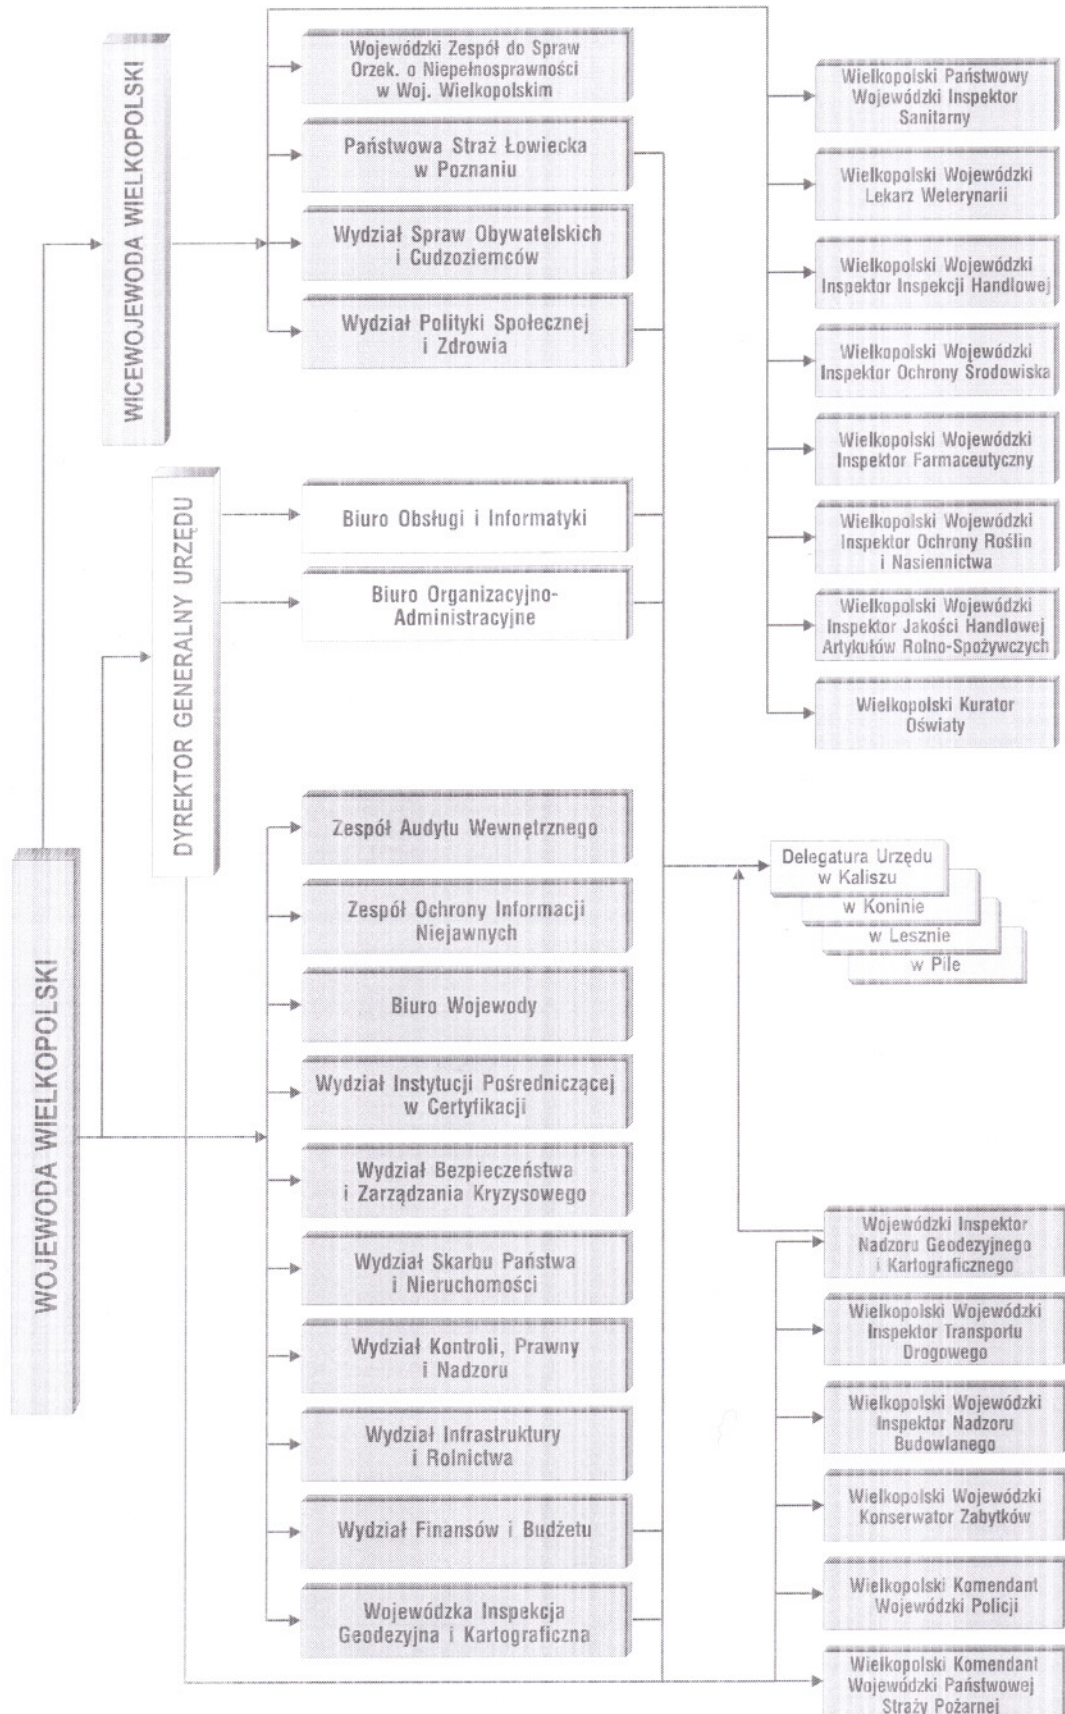 WICEWOJEWODA WIELKOPOLSKI
Wojewódzki Zespół do Spraw
Orzek. o Niepełnosprawności
w Woj. Wielkopolskim
Państwowa Straż Łowiecka
w Poznaniu
Wydział Spraw Obywatelskich
i Cudzoziemców
Wydział Polityki Społecznej
i Zdrowia
Wielkopolski Państwowy
Wojewódzki Inspektor
Sanitarny
Wielkopolski Wojewódzki
Lekarz Weterynarii
Wielkopolski Wojewódzki
Inspektor Inspekcji Handlowej
Wielkopolski Wojewódzki
Inspektor Ochrony Środowiska
Wielkopolski Wojewódzki
Inspektor Farmaceutyczny
Wielkopolski Wojewódzki
Inspektor Ochrony Roślin
i Nasiennictwa
Wielkopolski Wojewódzki
Inspektor Jakości Handlowej
Artykułów Rolno-Spożywczych
Wielkopolski Kurator
Oświaty
DYREKTOR GENERALNY URZĘDU
Biuro Obsługi i Informatyki
Biuro Organizacyjno-
Administracyjne
WOJEWODA WIELKOPOLSKI
Zespół Audytu Wewnętrznego
Zespół Ochrony Informacji
Niejawnych
Biuro Wojewody
Wydział Instytucji Pośredniczącej
w Certyfikacji
Wydział Bezpieczeństwa
i Zarządzania Kryzysowego
Wydział Skarbu Państwa
i Nieruchomości
Wydział Kontroli, Prawny
i Nadzoru
Wydział Infrastruktury
i Rolnictwa
Wydział Finansów i Budżetu
Wojewódzka Inspekcja
Geodezyjna i Kartograficzna
Delegatura Urzędu
w Kaliszu
w Koninie
w Lesznie
w Pile
Wojewódzki Inspektor
Nadzoru Geodezyjnego
i Kartograficznego
Wielkopolski Wojewódzki
Inspektor Transportu
Drogowego
Wielkopolski Wojewódzki
Inspektor Nadzoru
Budowlanego
Wielkopolski Wojewódzki
Konserwator Zabytków
Wielkopolski Komendant
Wojewódzki Policji
Wielkopolski Komendant
Wojewódzki Państwowej
Straży Pożarnej